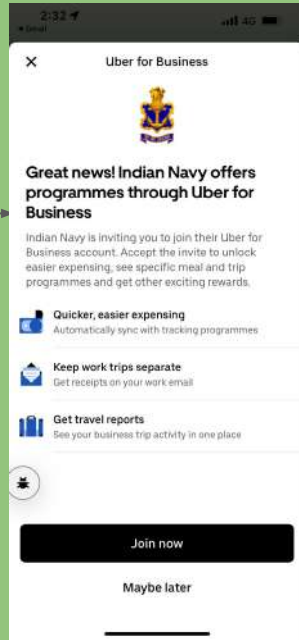 2:32
Gmail
4G
Uber for Business
Great news! Indian Navy offers
programmes through Uber for
Business
Indian Navy is inviting you to join their Uber for
Business account. Accept the invite to unlock
easier expensing, see specific meal and trip
programmes and get other exciting rewards.
Quicker, easier expensing
Automatically sync with tracking programmes
Keep work trips separate
Get receipts on your work email
Get travel reports
See your business trip activity in one place
Join now
Maybe later